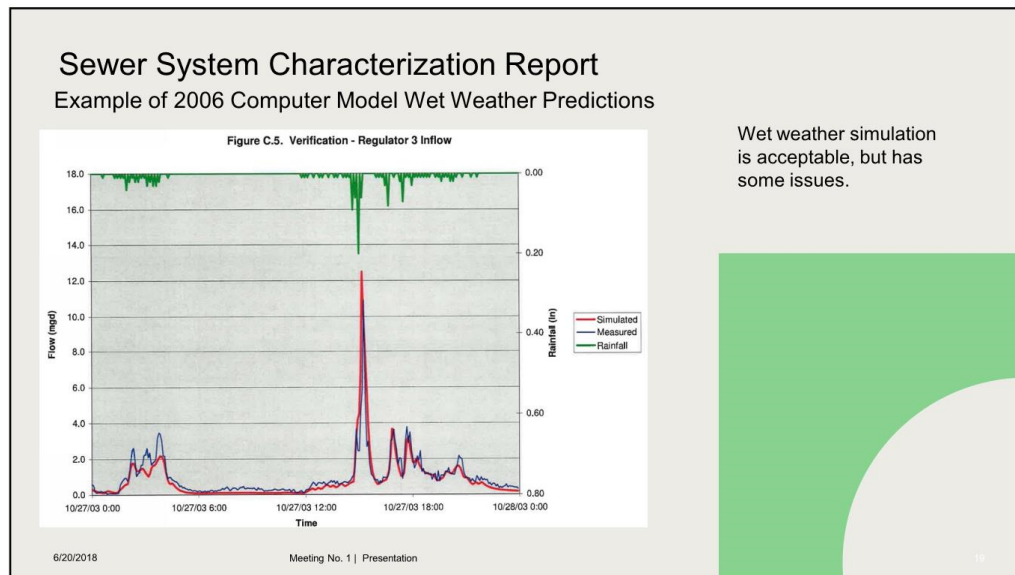 Sewer System Characterization Report
Example of 2006 Computer Model Wet Weather Predictions
Wet weather simulation
is acceptable, but has
some issues.
Figure C.5. Verification - Regulator 3 Inflow
18.0
16.0
14.0
12.0
10.0
8.0
6.0
4.0
2.0
0.0
Flow (mgd)
0.00
0.20
0.40
0.60
0.80
Rainfall (In)
Simulated
Measured
Rainfall
10/27/03 0:00
10/27/03 6:00
10/27/03 12:00
10/27/03 18:00
10/28/03 0:00
Time
6/20/2018
Meeting No. 1 | Presentation
19